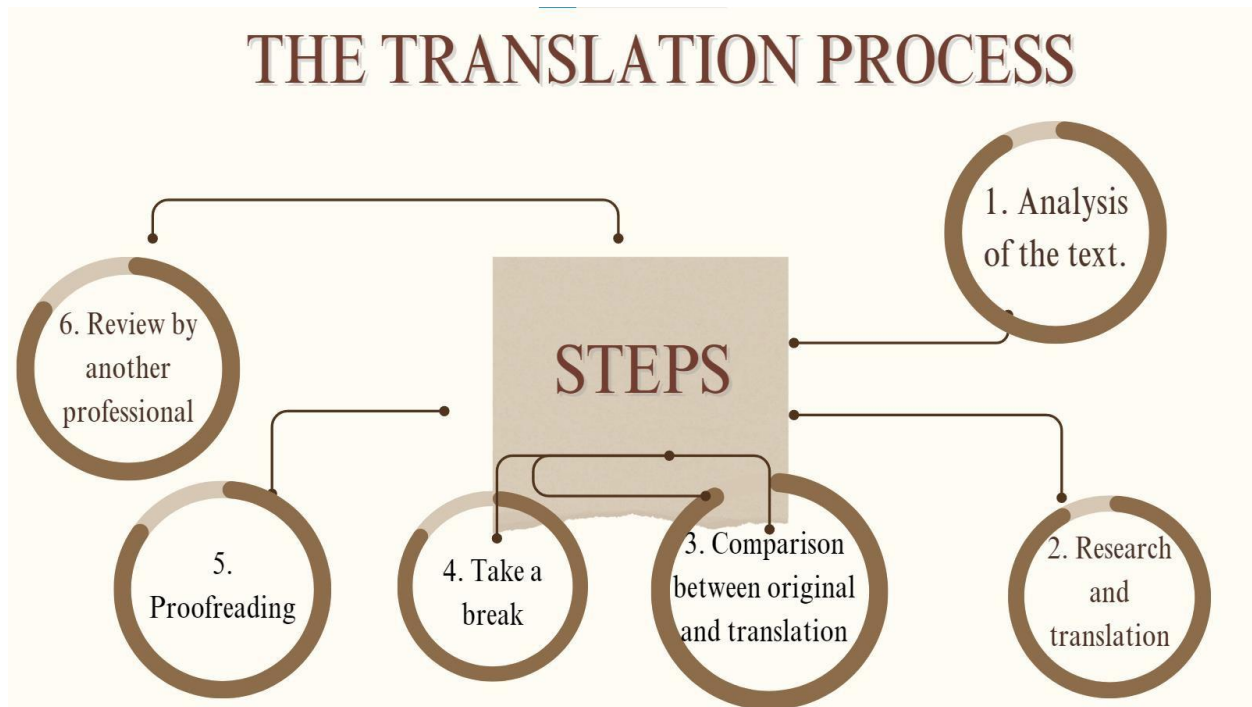 THE TRANSLATION PROCESS
STEPS
1. Analysis
of the text.
2. Research
and
translation
3. Comparison
between original
and translation
4. Take a
break
5.
Proofreading
6. Review by
another
professional